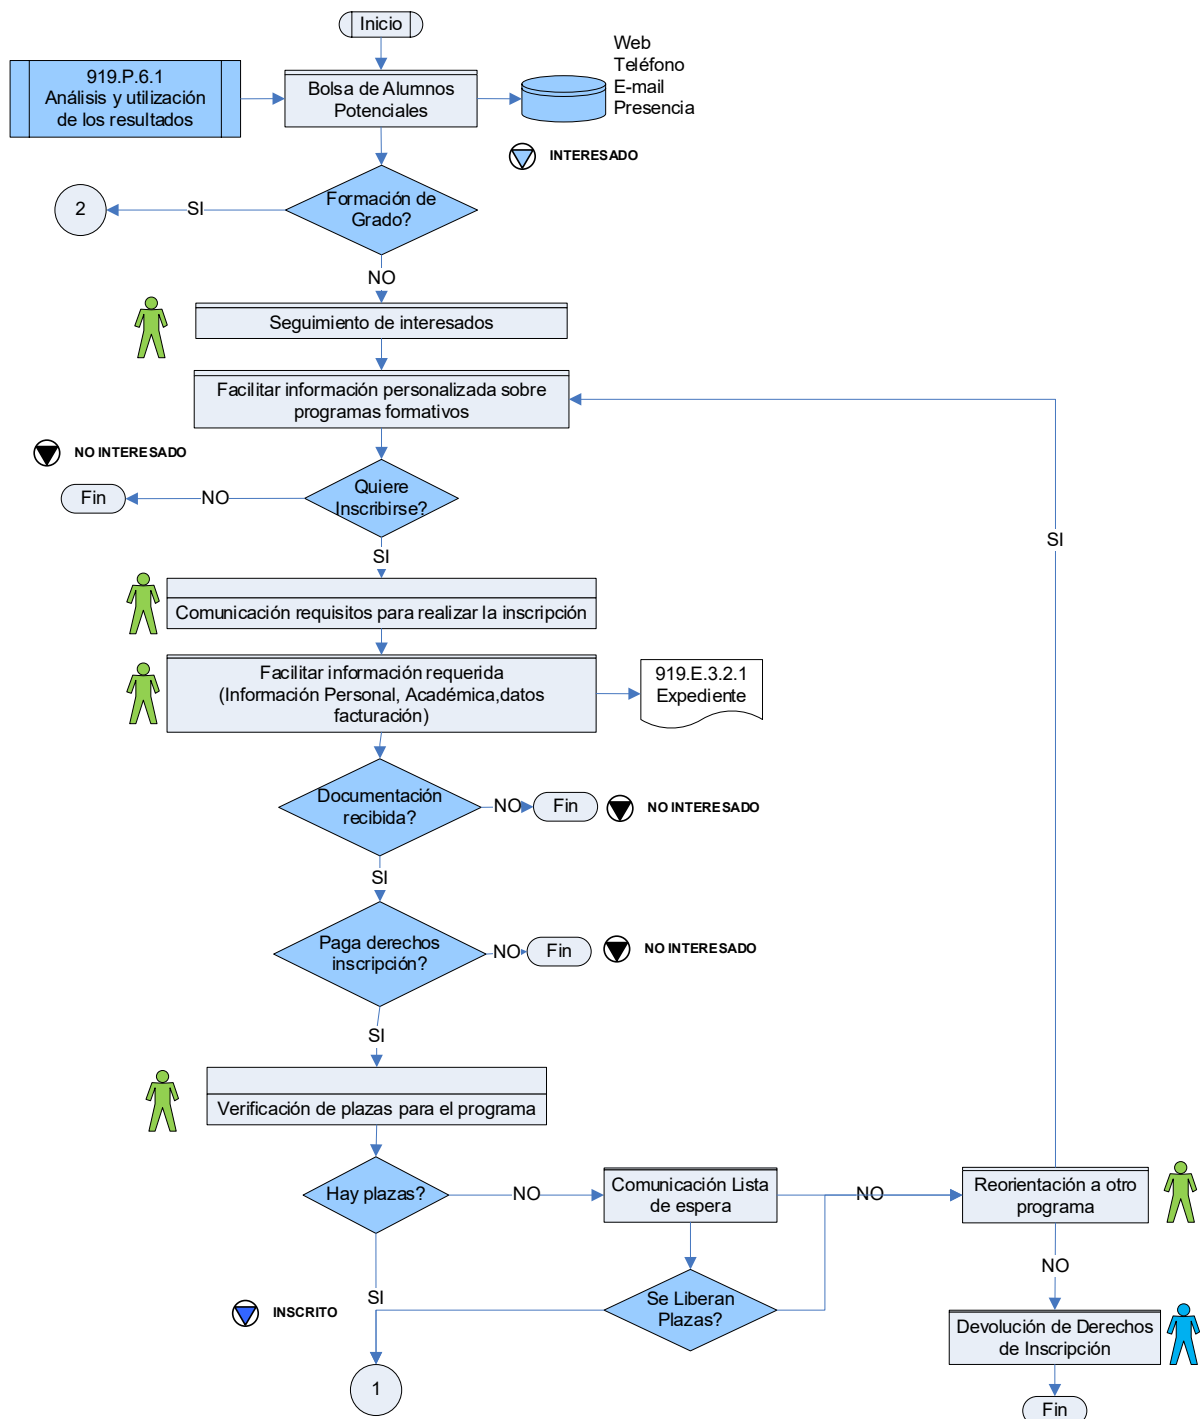 Inicio
Web
Teléfono
E-mail
Presencia
919.P.6.1
Análisis y utilización
de los resultados
Bolsa de Alumnos
Potenciales
INTERESADO
Formación de
Grado?
SI
2
NO
Seguimiento de interesados
Facilitar información personalizada sobre
programas formativos
NO INTERESADO
Quiere
Inscribirse?
NO
Fin
SI
SI
Comunicación requisitos para realizar la inscripción
Facilitar información requerida
(Información Personal, Académica,datos
facturación)
919.E.3.2.1
Expediente
Documentación
recibida?
NO
Fin
NO INTERESADO
SI
Paga derechos
inscripción?
NO
Fin
NO INTERESADO
SI
Verificación de plazas para el programa
Hay plazas?
NO
Comunicación Lista
de espera
NO
Reorientación a otro
programa
NO
SI
INSCRITO
Se Liberan
Plazas?
Devolución de Derechos
de Inscripción
1
Fin